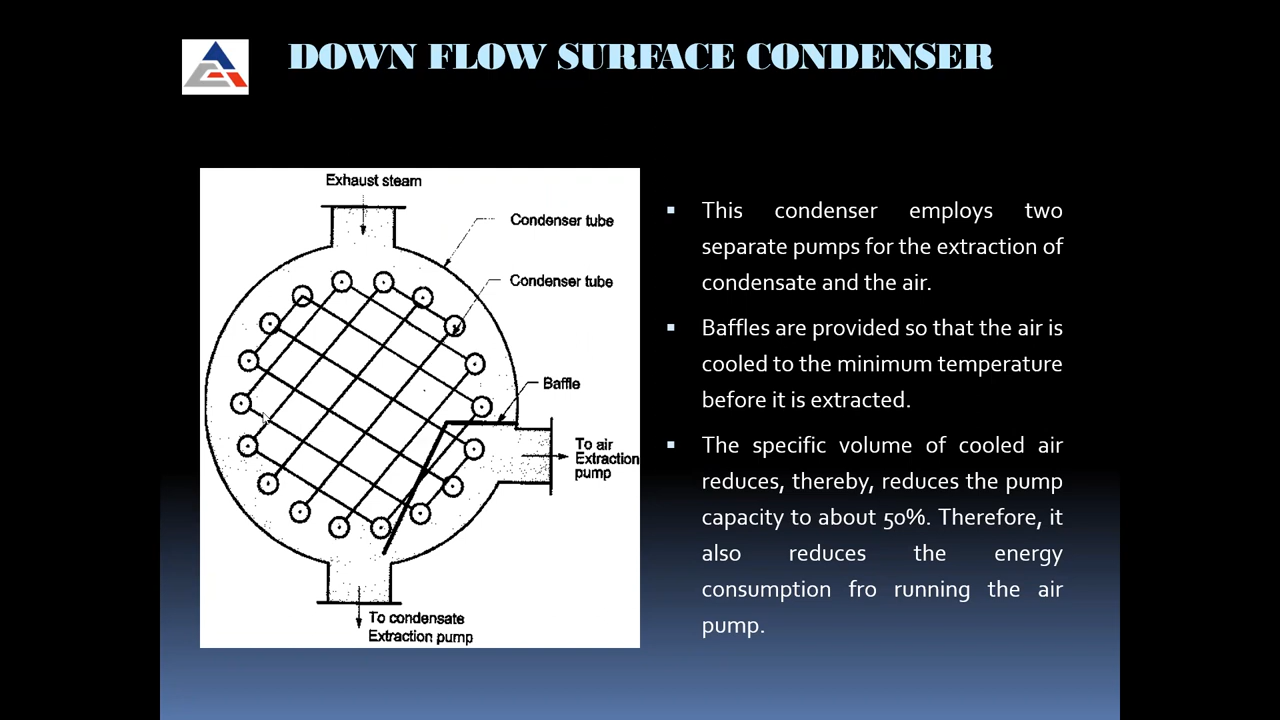 DOWN FLOW SURFACE CONDENSER
Exhaust steam
Condenser tube
Condenser tube
Baffle
To air
Extraction
pump
To condensate
Extraction pump
▪ This condenser employs two
separate pumps for the extraction of
condensate and the air.
▪ Baffles are provided so that the air is
cooled to the minimum temperature
before it is extracted.
▪ The specific volume of cooled air
reduces, thereby, reduces the pump
capacity to about 50%. Therefore, it
also reduces the energy
consumption fro running the air
pump.